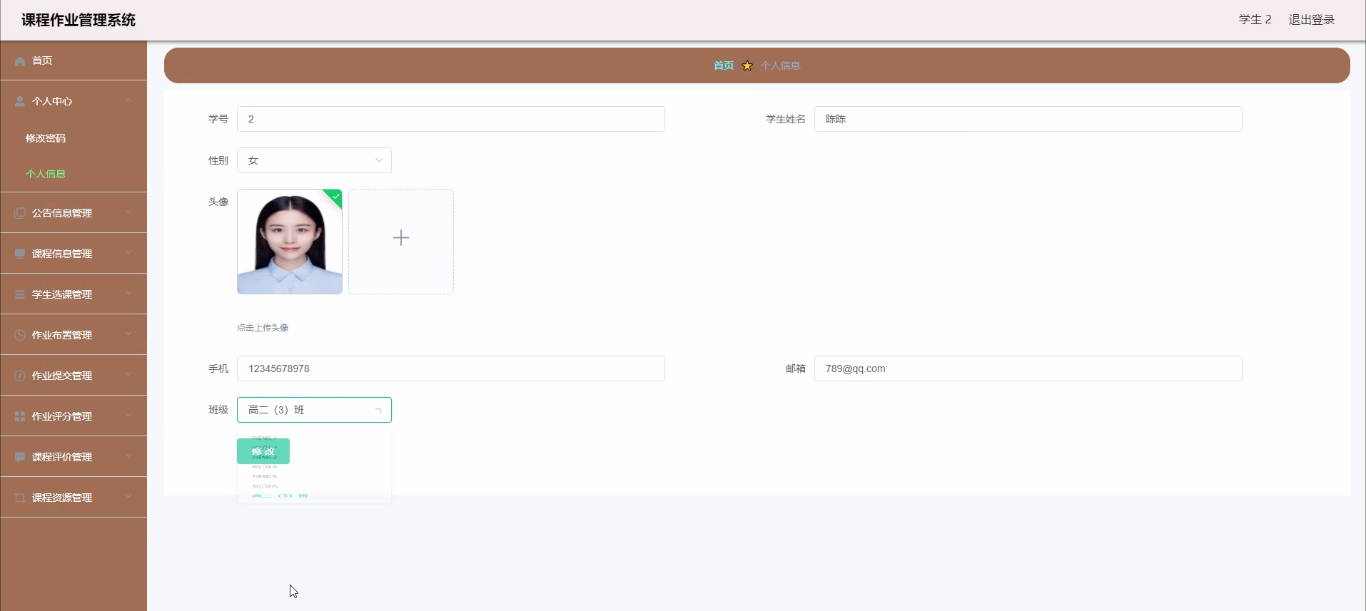 课程作业管理系统
学生 2 退出登录
首页
个人中心
修改密码
个人信息
公告信息管理
课程信息管理
学生选课管理
作业布置管理
作业提交管理
作业评分管理
课程评价管理
课程资源管理
首页 个人信息
学号 2 学生姓名 陈陈
性别 女
头像
点击上传头像
手机 12345678978 邮箱 789@qq.com
班级 高二（3）班
修改